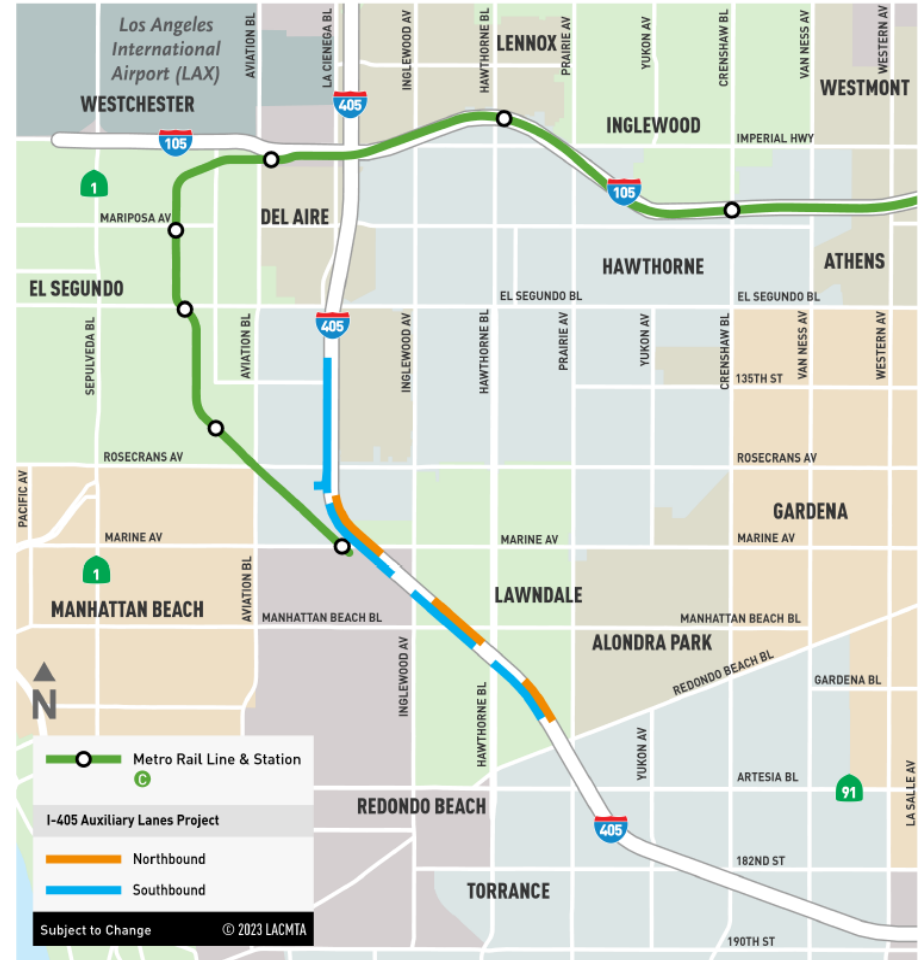 Los Angeles
International
Airport (LAX)
WESTCHESTER
AVIATION BL
LA CIENEGA BL
INGLEWOOD AV
HAWTHORNE BL
LENNOX
PRAIRIE AV
YUKON AV
CRENSHAW BL
VAN NESS AV
WESTERN AV
WESTMONT
405
105
INGLEWOOD
IMPERIAL HWY
1
105
MARIPOSA AV
DEL AIRE
EL SEGUNDO
HAWTHORNE
ATHENS
EL SEGUNDO BL
EL SEGUNDO BL
405
SEPULVEDA BL
AVIATION BL
INGLEWOOD AV
HAWTHORNE BL
PRAIRIE AV
YUKON AV
CRENSHAW BL
VAN NESS AV
WESTERN AV
135TH ST
ROSECRANS AV
ROSECRANS AV
PACIFIC AV
GARDENA
MARINE AV
MARINE AV
MARINE AV
1
AVIATION BL
LAWNDALE
MANHATTAN BEACH
MANHATTAN BEACH BL
MANHATTAN BEACH BL
ALONDRA PARK
INGLEWOOD AV
REDONDO BEACH BL
GARDENA BL
N
HAWTHORNE BL
YUKON AV
ARTESIA BL
91
LA SALLE AV
REDONDO BEACH
405
182ND ST
TORRANCE
190TH ST
Metro Rail Line & Station
C
I-405 Auxiliary Lanes Project
Northbound
Southbound
Subject to Change
© 2023 LACMTA